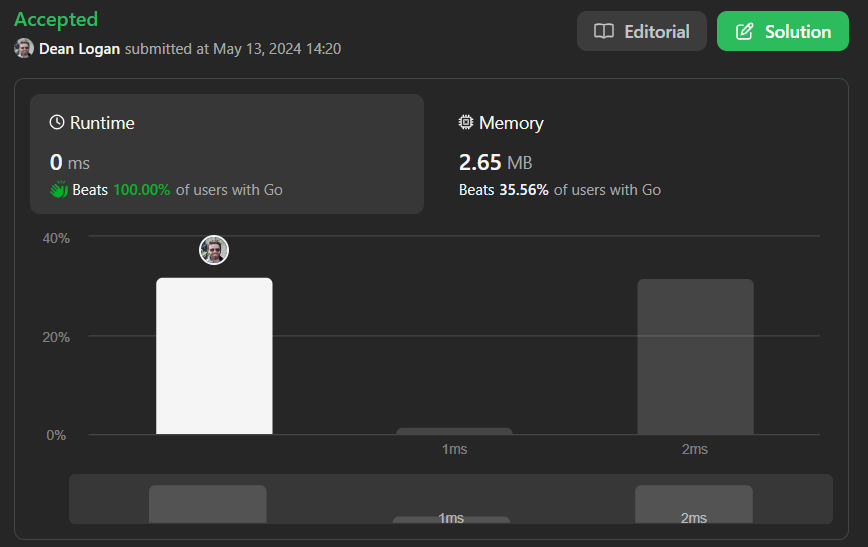 Accepted
Dean Logan submitted at May 13, 2024 14:20
Editorial
Solution
Runtime
0 ms
Beats 100.00% of users with Go
Memory
2.65 MB
Beats 35.56% of users with Go
40%
20%
0%
1ms
2ms
1ms
2ms